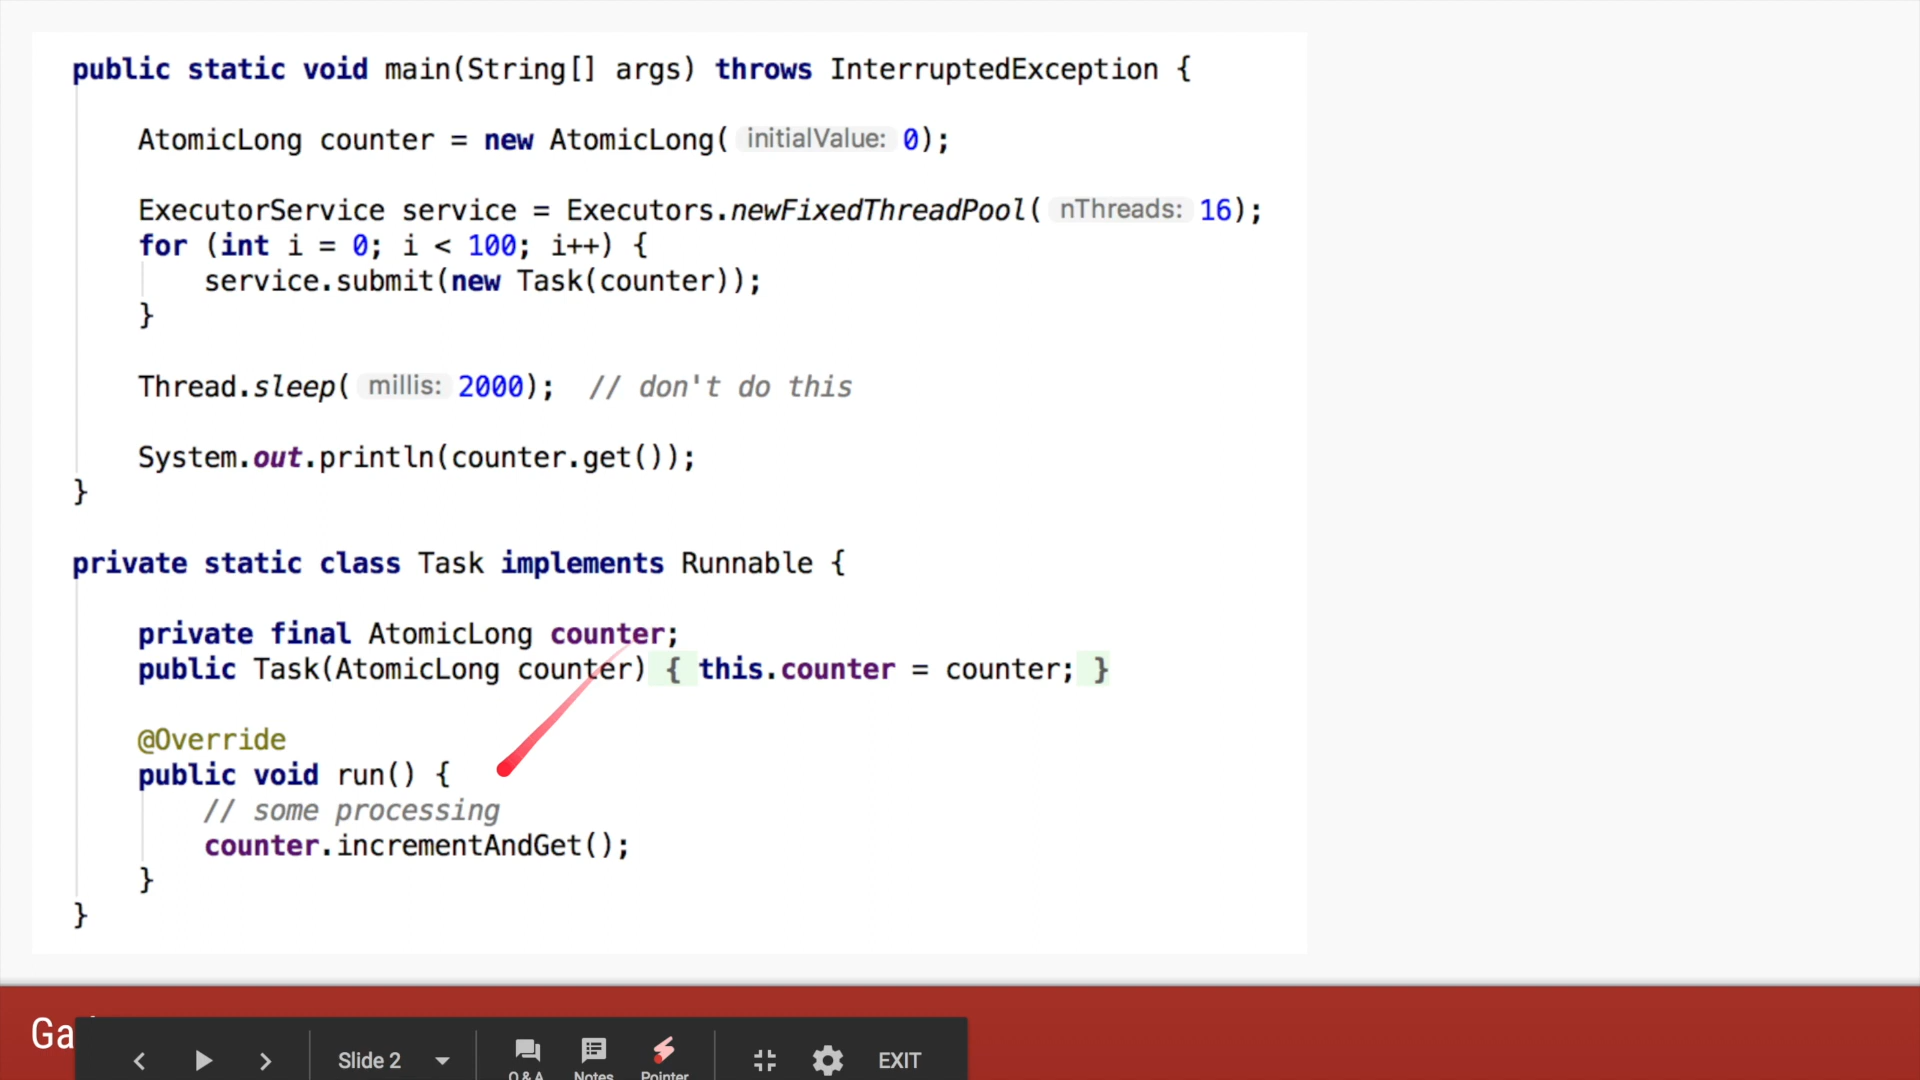 public static void main(String[] args) throws InterruptedException {
AtomicLong counter = new AtomicLong( initialValue: 0);
ExecutorService service = Executors.newFixedThreadPool( nThreads: 16);
for (int i = 0; i < 100; i++) {
service.submit(new Task(counter));
}
Thread.sleep( millis: 2000); // don't do this
System.out.println(counter.get());
}
private static class Task implements Runnable {
private final AtomicLong counter;
public Task(AtomicLong counter) { this.counter = counter; }
@Override
public void run() {
// some processing
counter.incrementAndGet();
}
}
Slide 2
Q & A
Notes
Pointer
EXIT